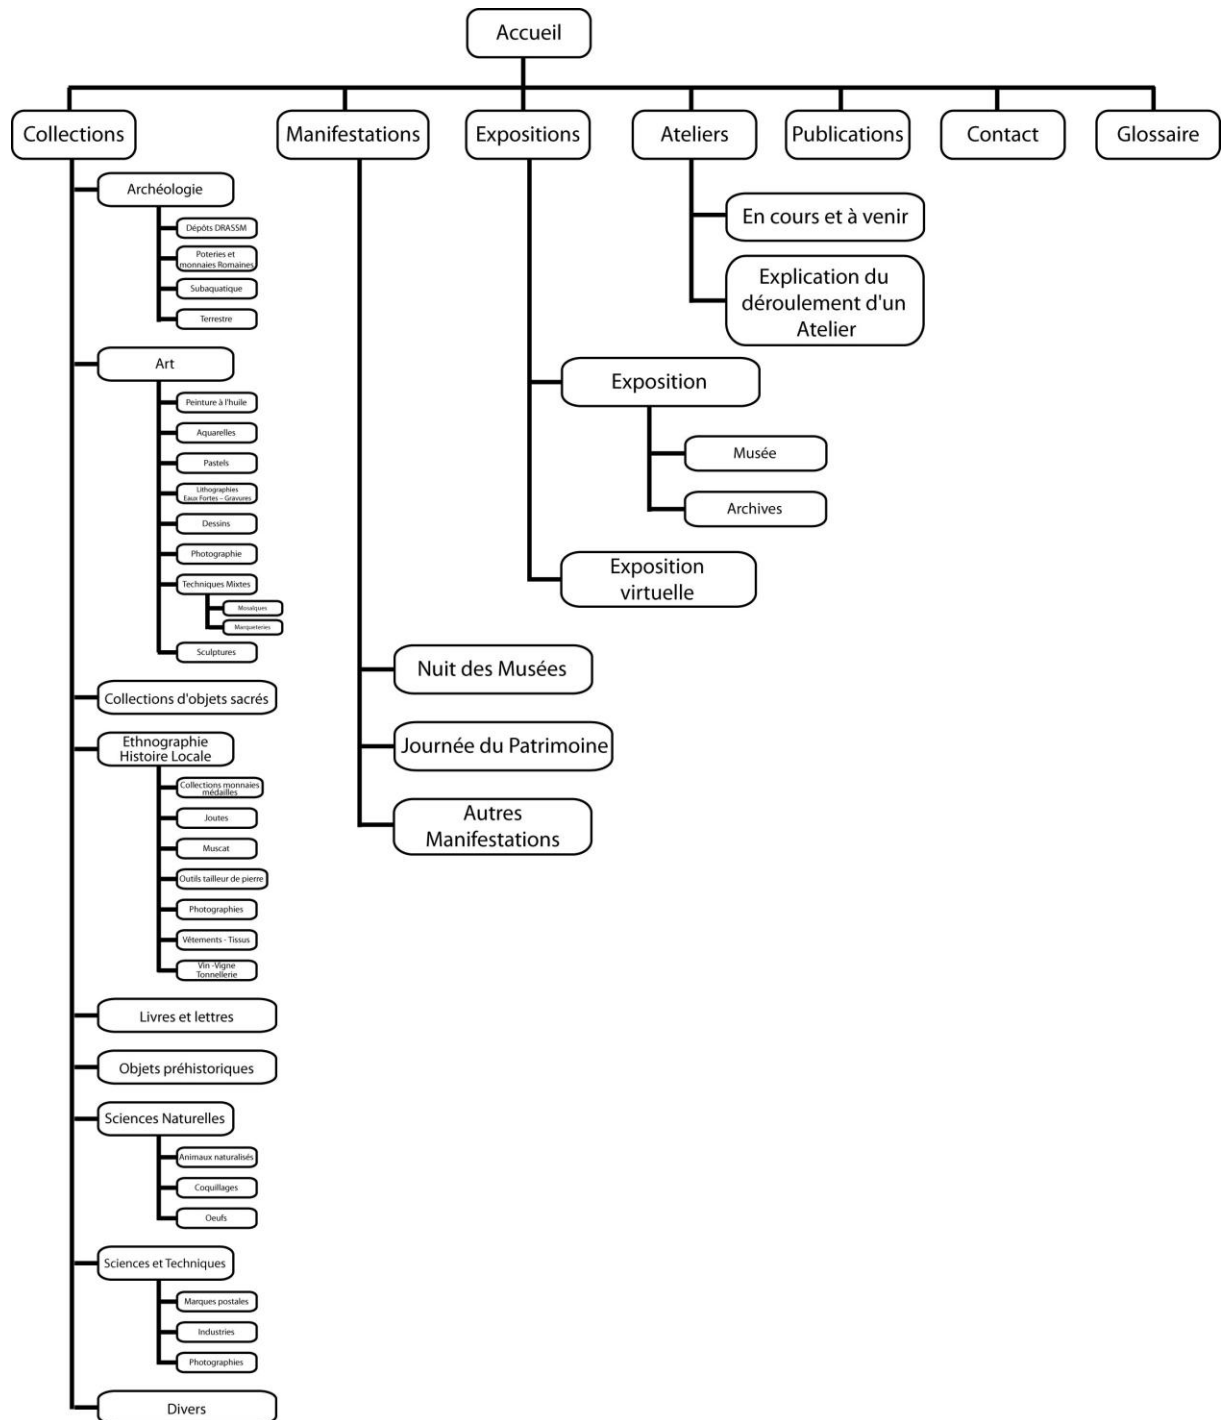 Accueil
Collections
Manifestations
Expositions
Ateliers
Publications
Contact
Glossaire
Archéologie
Dépôts DRASSM
Poteries et
monnaies Romaines
Subaquatique
Terrestre
Art
Peinture à l'huile
Aquarelles
Pastels
Lithographies
Eaux Fortes – Gravures
Dessins
Photographie
Techniques Mixtes
Mosaïques
Marqueteries
Sculptures
Collections d'objets sacrés
Ethnographie
Histoire Locale
Collections monnaies
médailles
Joutes
Muscat
Outils tailleur de pierre
Photographies
Vêtements - Tissus
Vin -Vigne
Tonnellerie
Livres et lettres
Objets préhistoriques
Sciences Naturelles
Animaux naturalisés
Coquillages
Oeufs
Sciences et Techniques
Marques postales
Industries
Photographies
Divers
Nuit des Musées
Journée du Patrimoine
Autres
Manifestations
Exposition
Musée
Archives
Exposition
virtuelle
En cours et à venir
Explication du
déroulement d'un
Atelier